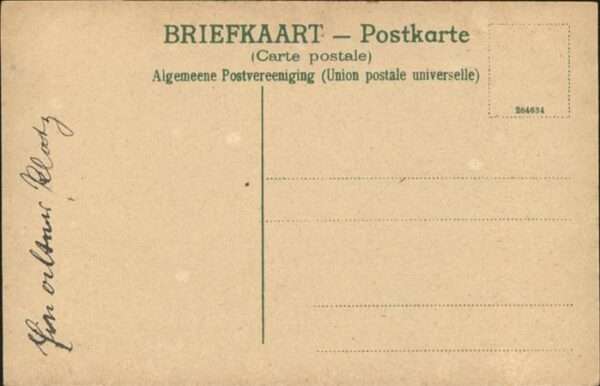 BRIEFKAART — Postkarte
(Carte postale)
Algemeene Postvereeniging (Union postale universelle)
264634